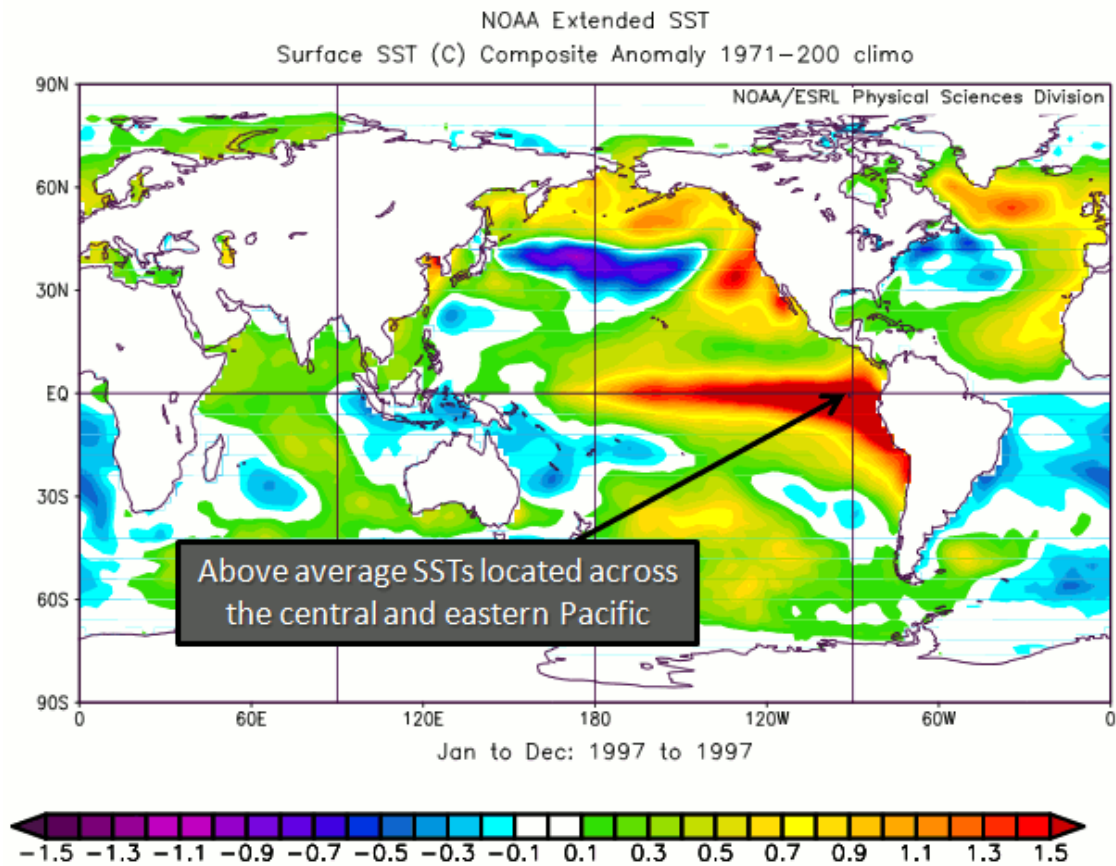 NOAA Extended SST
Surface SST (C) Composite Anomaly 1971-200 climo
90N
NOAA/ESRL Physical Sciences Division
60N
30N
EQ
30S
Above average SSTs located across
the central and eastern Pacific
60S
90S
0 60E 120E 180 120W 60W 0
Jan to Dec: 1997 to 1997
-1.5 -1.3 -1.1 -0.9 -0.7 -0.5 -0.3 -0.1 0.1 0.3 0.5 0.7 0.9 1.1 1.3 1.5